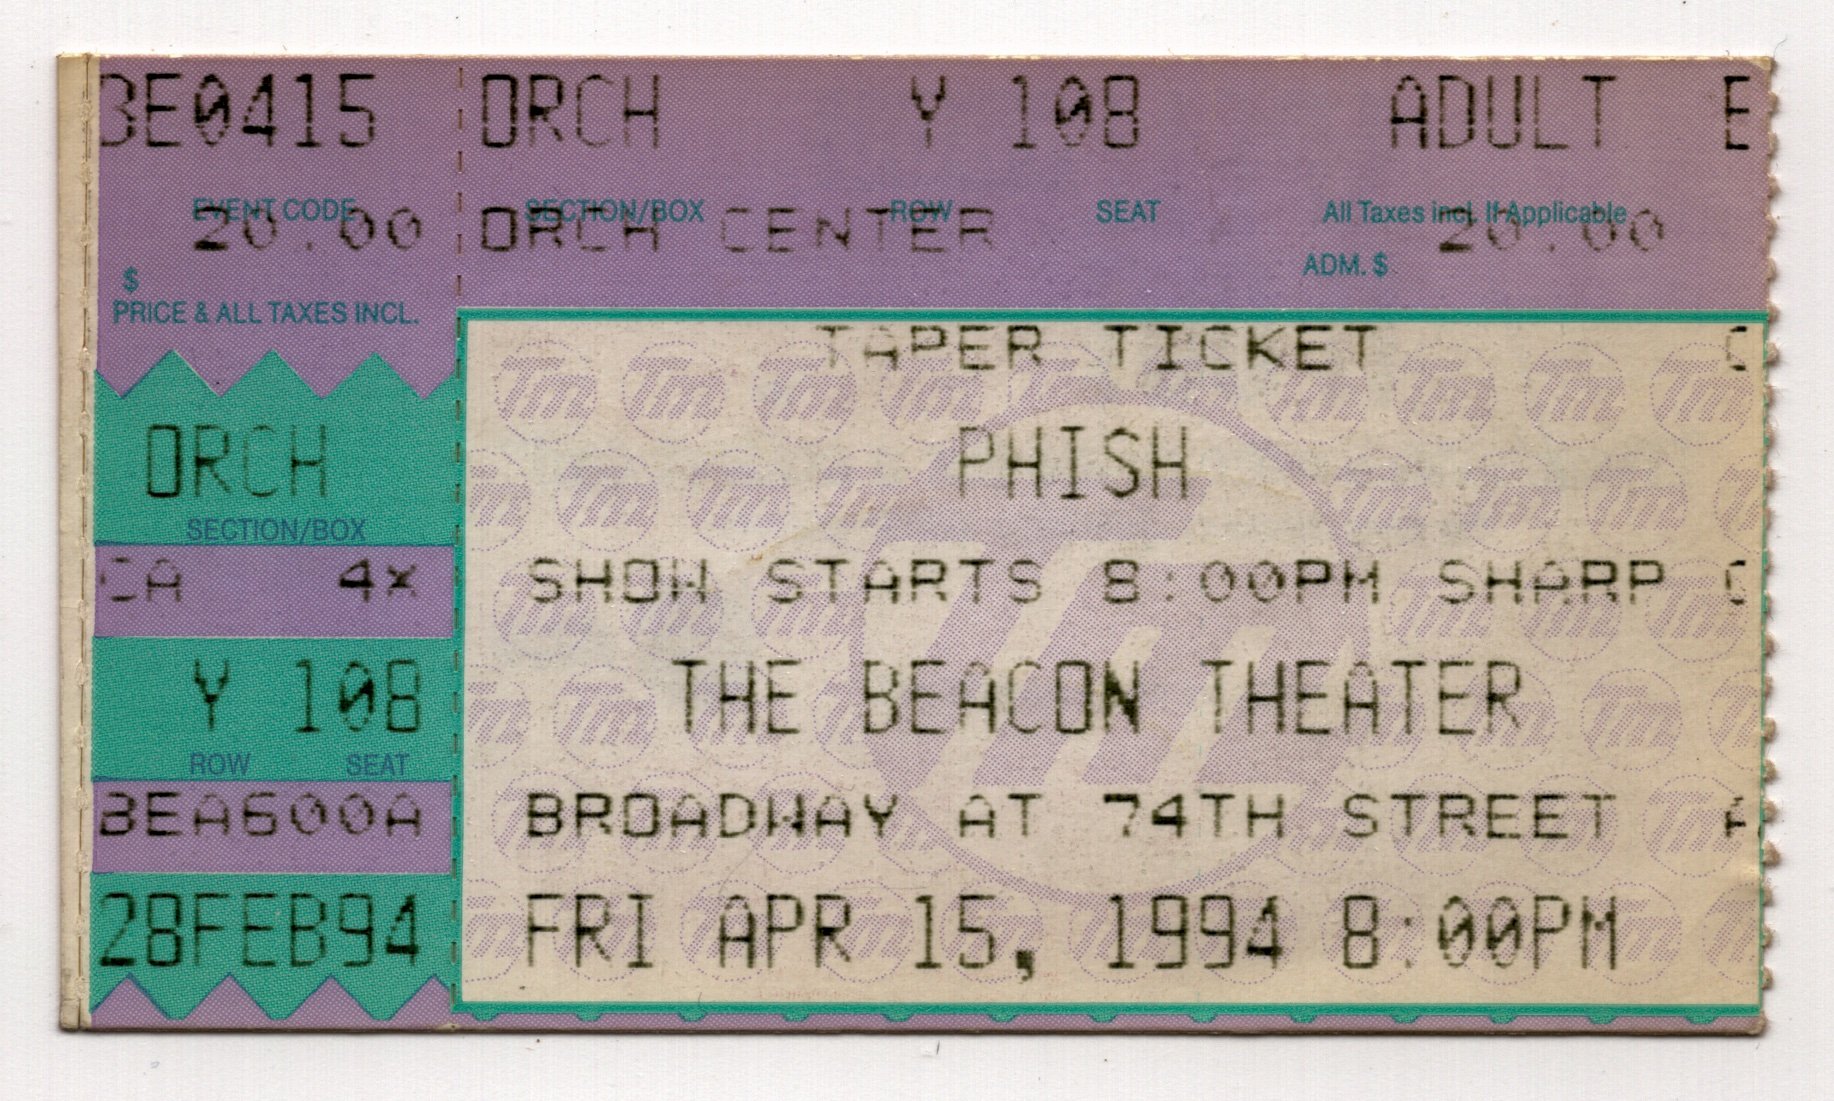 BE0415
EVENT CODE
20.00
$
PRICE & ALL TAXES INCL.
ORCH
SECTION/BOX
CA 4X
Y 108
ROW SEAT
BEA600A
28FEB94
ORCH Y 108 ADULT E
SECTION/BOX ROW SEAT All Taxes incl. If Applicable
ORCH CENTER 20.00
ADM. $
TAPER TICKET
PHISH
SHOW STARTS 8:00PM SHARP
THE BEACON THEATER
BROADWAY AT 74TH STREET
FRI APR 15, 1994 8:00PM